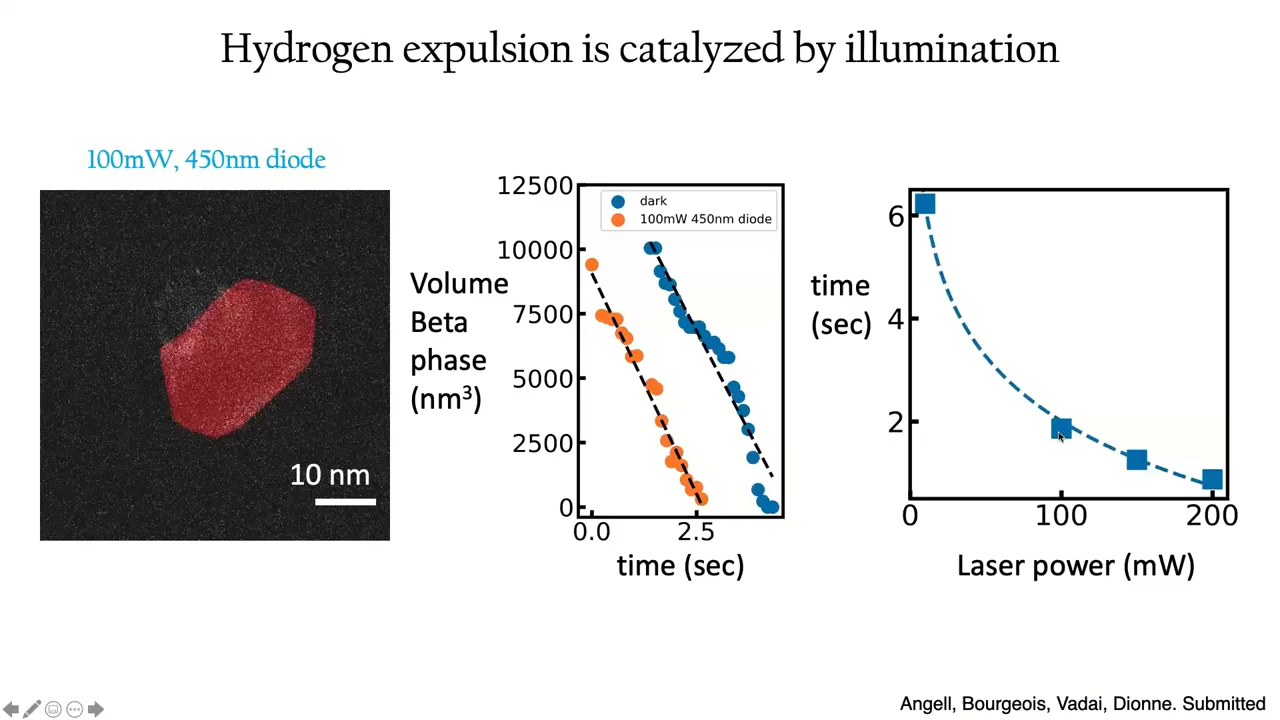 Hydrogen expulsion is catalyzed by illumination
100mW, 450nm diode
10 nm
Volume
Beta
phase
(nm³)
12500
10000
7500
5000
2500
0
dark
100mW 450nm diode
0.0
2.5
time (sec)
time
(sec)
6
4
2
0
100
200
Laser power (mW)
Angell, Bourgeois, Vadai, Dionne. Submitted